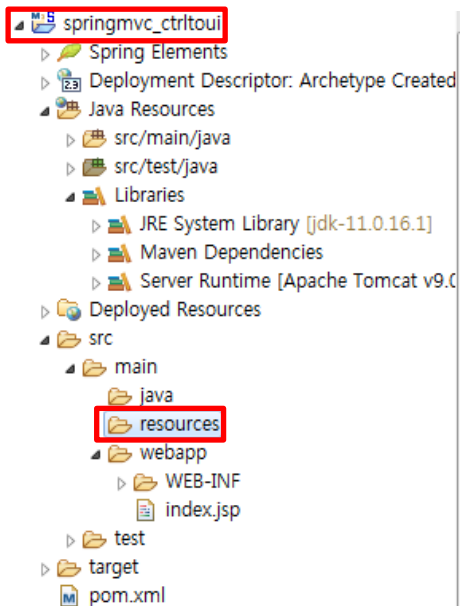 springmvc_ctrltoui
Spring Elements
Deployment Descriptor: Archetype Created
Java Resources
src/main/java
src/test/java
Libraries
JRE System Library [jdk-11.0.16.1]
Maven Dependencies
Server Runtime [Apache Tomcat v9.0
Deployed Resources
src
main
java
resources
webapp
WEB-INF
index.jsp
test
target
pom.xml